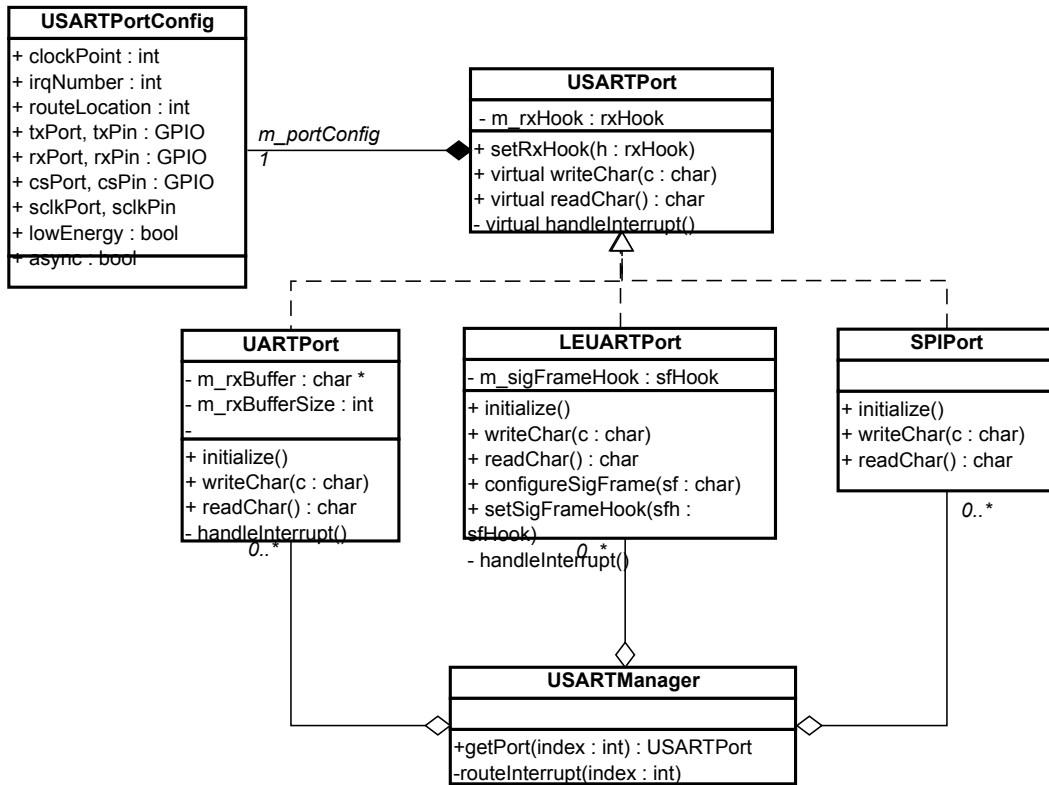 USARTPortConfig
+ clockPoint : int
+ irqNumber : int
+ routeLocation : int
+ txPort, txPin : GPIO
+ rxPort, rxPin : GPIO
+ csPort, csPin : GPIO
+ sclkPort, sclkPin
+ lowEnergy : bool
+ async : bool
m_portConfig
1
USARTPort
- m_rxHook : rxHook
+ setRxHook(h : rxHook)
+ virtual writeChar(c : char)
+ virtual readChar() : char
- virtual handleInterrupt()
UARTPort
- m_rxBuffer : char *
- m_rxBufferSize : int
-
+ initialize()
+ writeChar(c : char)
+ readChar() : char
- handleInterrupt()
0..*
LEUARTPort
- m_sigFrameHook : sfHook
+ initialize()
+ writeChar(c : char)
+ readChar() : char
+ configureSigFrame(sf : char)
+ setSigFrameHook(sfh :
sfHook)
- handleInterrupt()
0..*
SPIPort
+ initialize()
+ writeChar(c : char)
+ readChar() : char
0..*
USARTManager
+getPort(index : int) : USARTPort
-routeInterrupt(index : int)